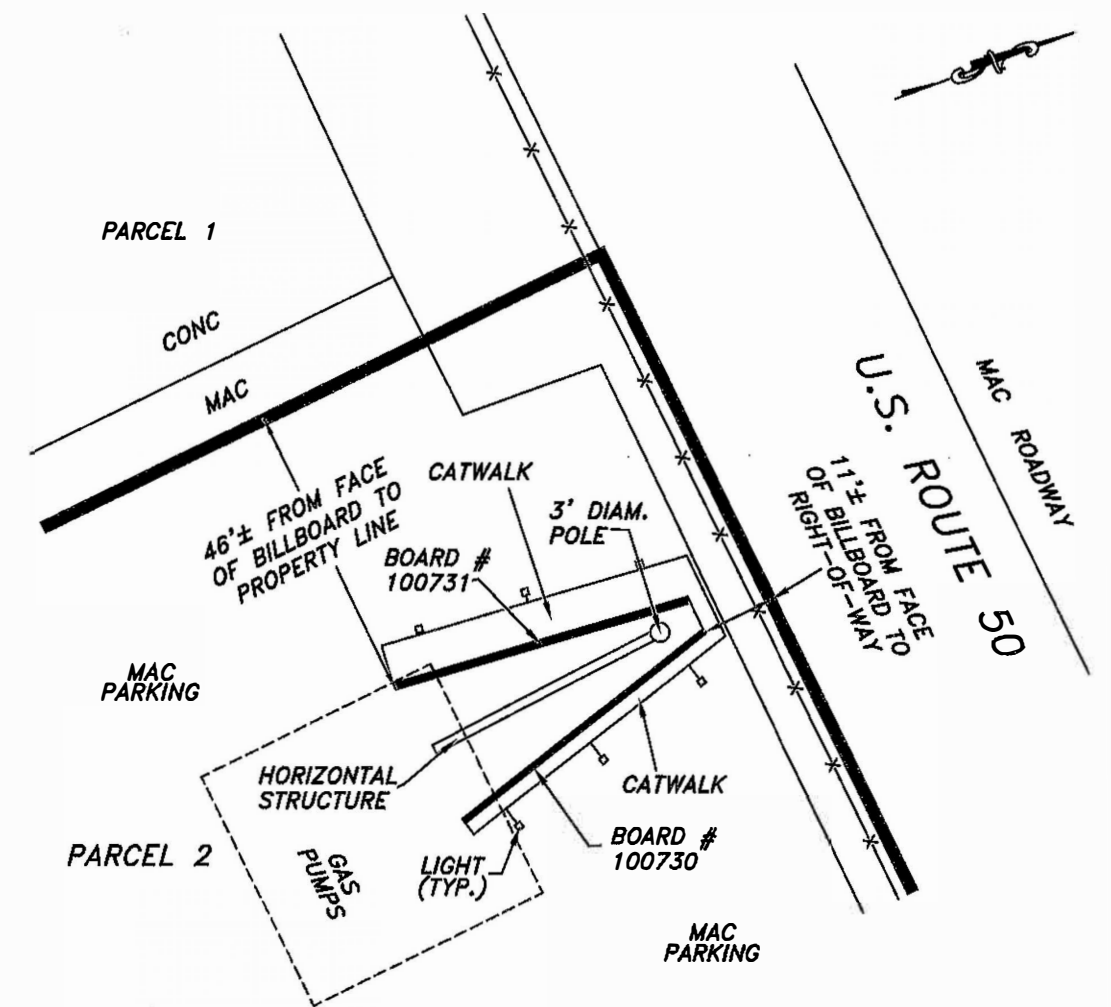 PARCEL 1
CONC
MAC
46'± FROM FACE
OF BILLBOARD TO
PROPERTY LINE
CATWALK
3' DIAM.
POLE
BOARD #
100731
U.S. ROUTE 50
MAC ROADWAY
11'± FROM FACE
OF BILLBOARD TO
RIGHT-OF-WAY
MAC
PARKING
HORIZONTAL
STRUCTURE
CATWALK
BOARD #
100730
PARCEL 2
GAS
PUMPS
LIGHT
(TYP.)
MAC
PARKING